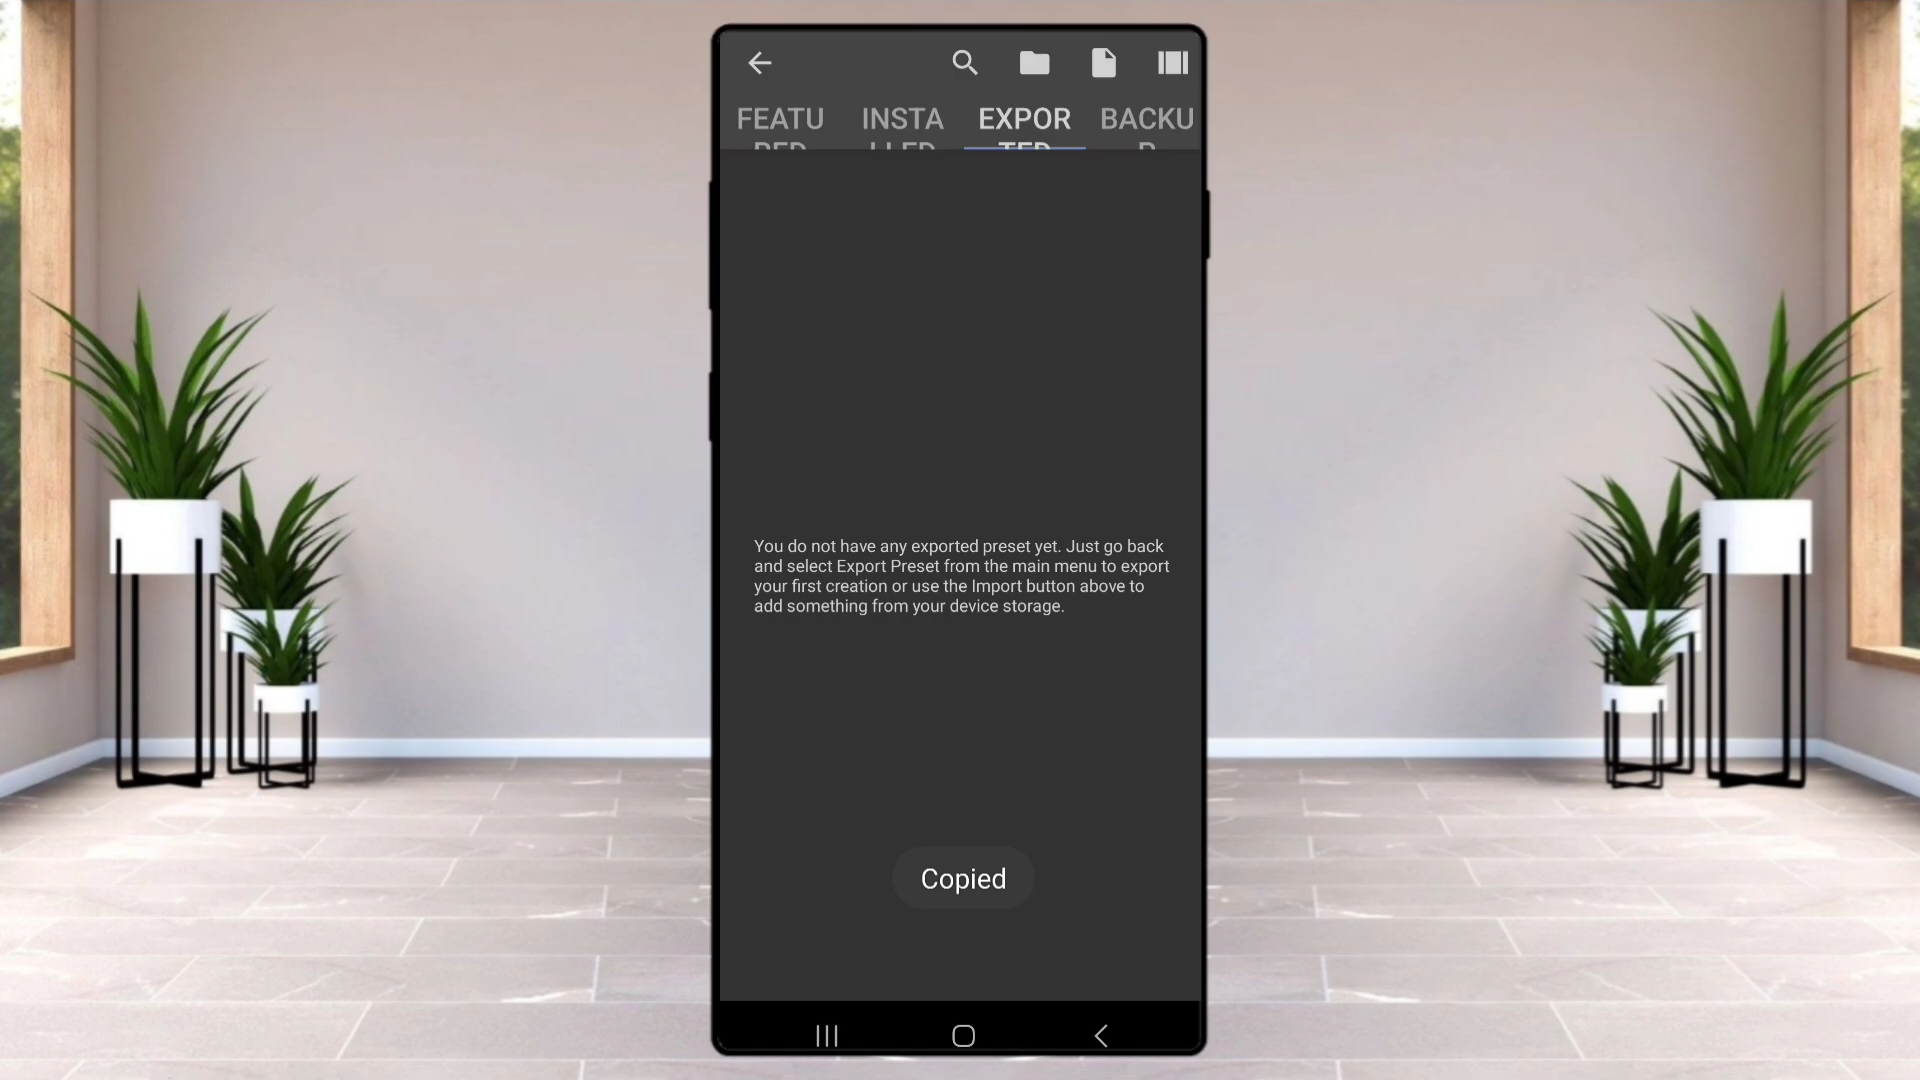 FEATU INSTA EXPOR BACKU
RED LLED TED P
You do not have any exported preset yet. Just go back
and select Export Preset from the main menu to export
your first creation or use the Import button above to
add something from your device storage.
Copied